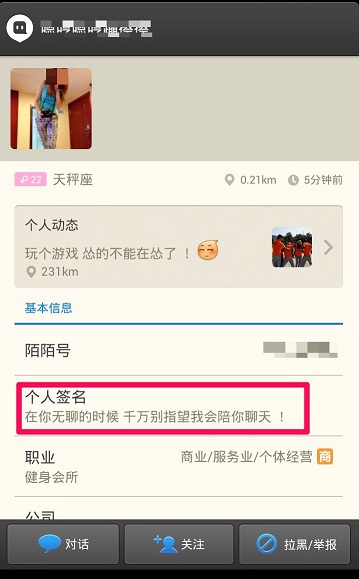 22 天秤座 0.21km 5分钟前
个人动态
玩个游戏 怂的不能在怂了 !
231km
基本信息
陌陌号
个人签名
在你无聊的时候 千万别指望我会陪你聊天 !
职业 商业/服务业/个体经营 商
健身会所
公司
对话 关注 拉黑/举报